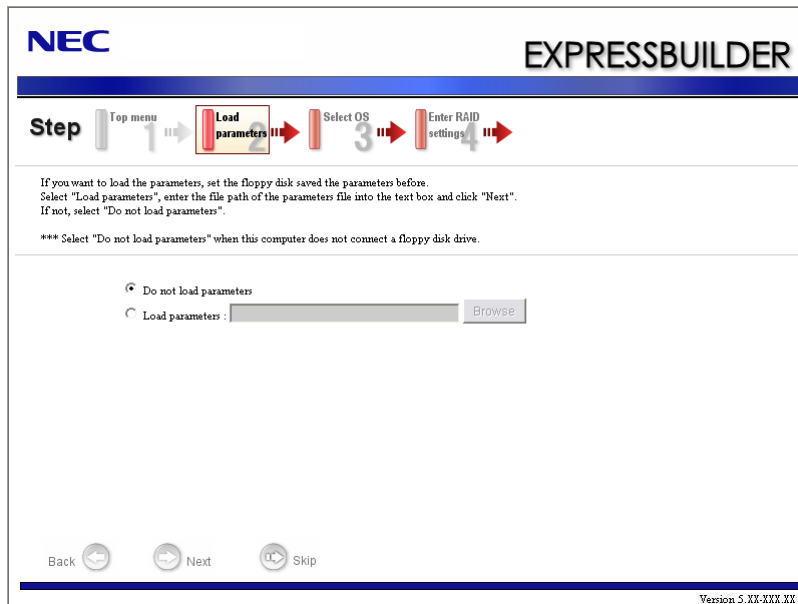 NEC
EXPRESSBUILDER
Step
Top menu
1
Load
parameters
2
Select OS
3
Enter RAID
settings
4
If you want to load the parameters, set the floppy disk saved the parameters before.
Select "Load parameters", enter the file path of the parameters file into the text box and click "Next".
If not, select "Do not load parameters".
*** Select "Do not load parameters" when this computer does not connect a floppy disk drive.
Do not load parameters
Load parameters :
Browse
Back
Next
Skip
Version 5.XX-XXX.XX